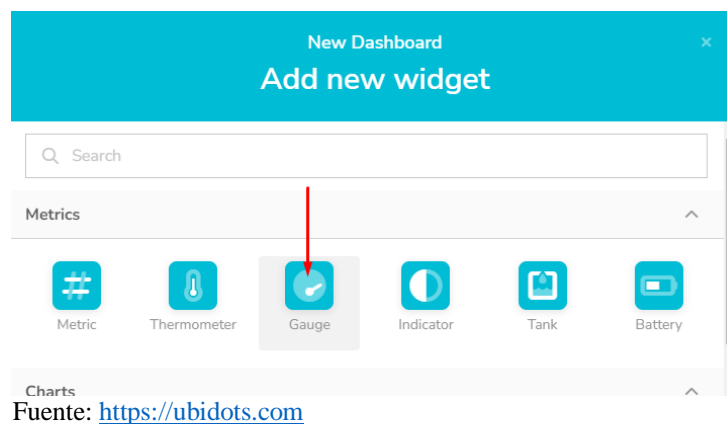 New Dashboard
Add new widget
Search
Metrics
Metric Thermometer Gauge Indicator Tank Battery
Charts
Fuente: https://ubidots.com